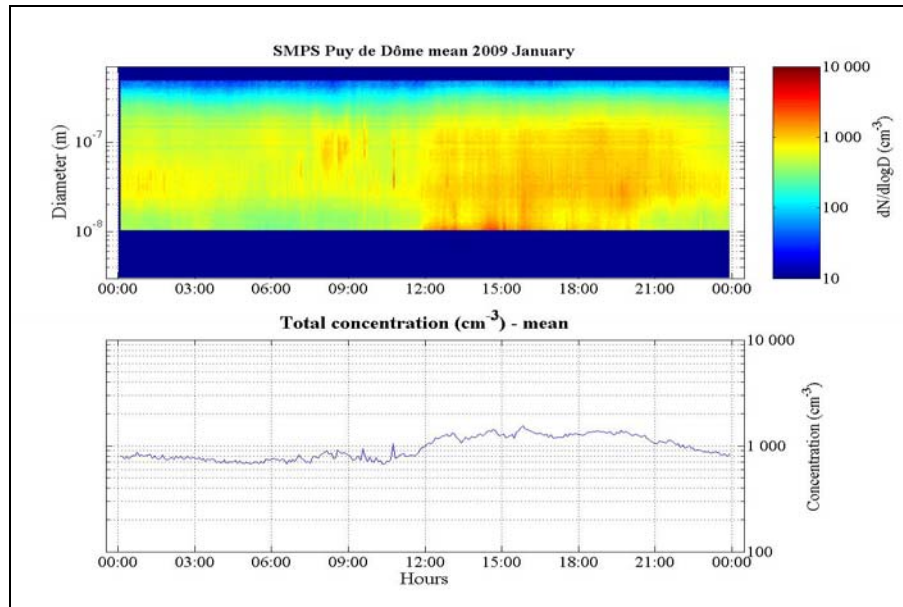 SMPS Puy de Dôme mean 2009 January
10 000
1 000
100
10
dN/dlogD (cm⁻³)
Diameter (m)
10⁻⁷
10⁻⁸
00:00 03:00 06:00 09:00 12:00 15:00 18:00 21:00 00:00
Total concentration (cm⁻³) - mean
10 000
1 000
100
Concentration (cm⁻³)
00:00 03:00 06:00 09:00 12:00 15:00 18:00 21:00 00:00
Hours